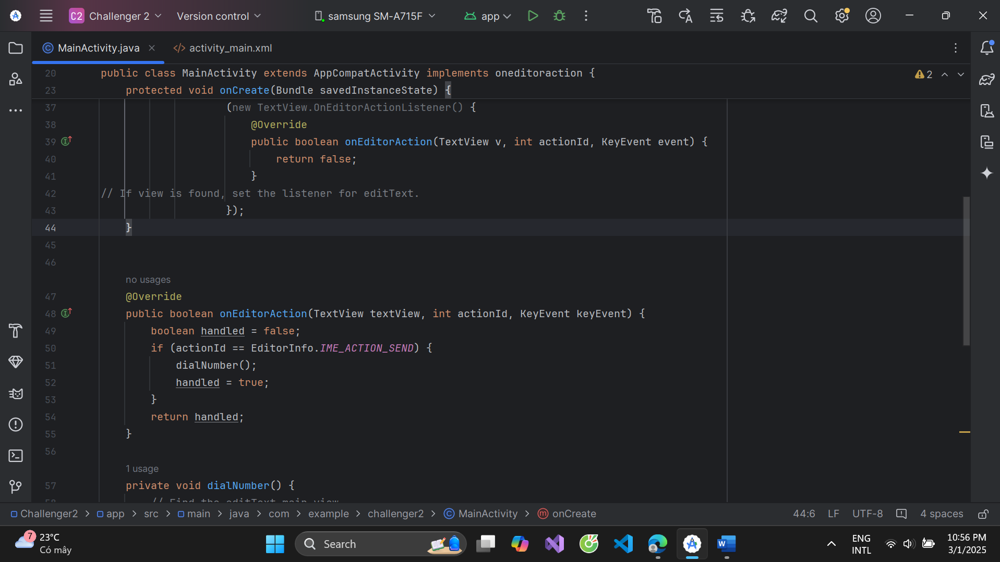 C2 Challenger 2 Version control samsung SM-A715F app
MainActivity.java activity_main.xml
20 public class MainActivity extends AppCompatActivity implements oneditoraction {
2
23 protected void onCreate(Bundle savedInstanceState) {
37 (new TextView.OnEditorActionListener() {
38 @Override
39 public boolean onEditorAction(TextView v, int actionId, KeyEvent event) {
40 return false;
41 }
42 // If view is found, set the listener for editText.
43 });
44 }
45
46
no usages
47 @Override
48 public boolean onEditorAction(TextView textView, int actionId, KeyEvent keyEvent) {
49 boolean handled = false;
50 if (actionId == EditorInfo.IME_ACTION_SEND) {
51 dialNumber();
52 handled = true;
53 }
54 return handled;
55 }
56
1 usage
57 private void dialNumber() {
58 // Find the editText_main view
Challenger2 > app > src > main > java > com > example > challenger2 > MainActivity > onCreate 44:6 LF UTF-8 4 spaces
7 23°C
Có mây
Search
ENG
INTL
10:56 PM
3/1/2025